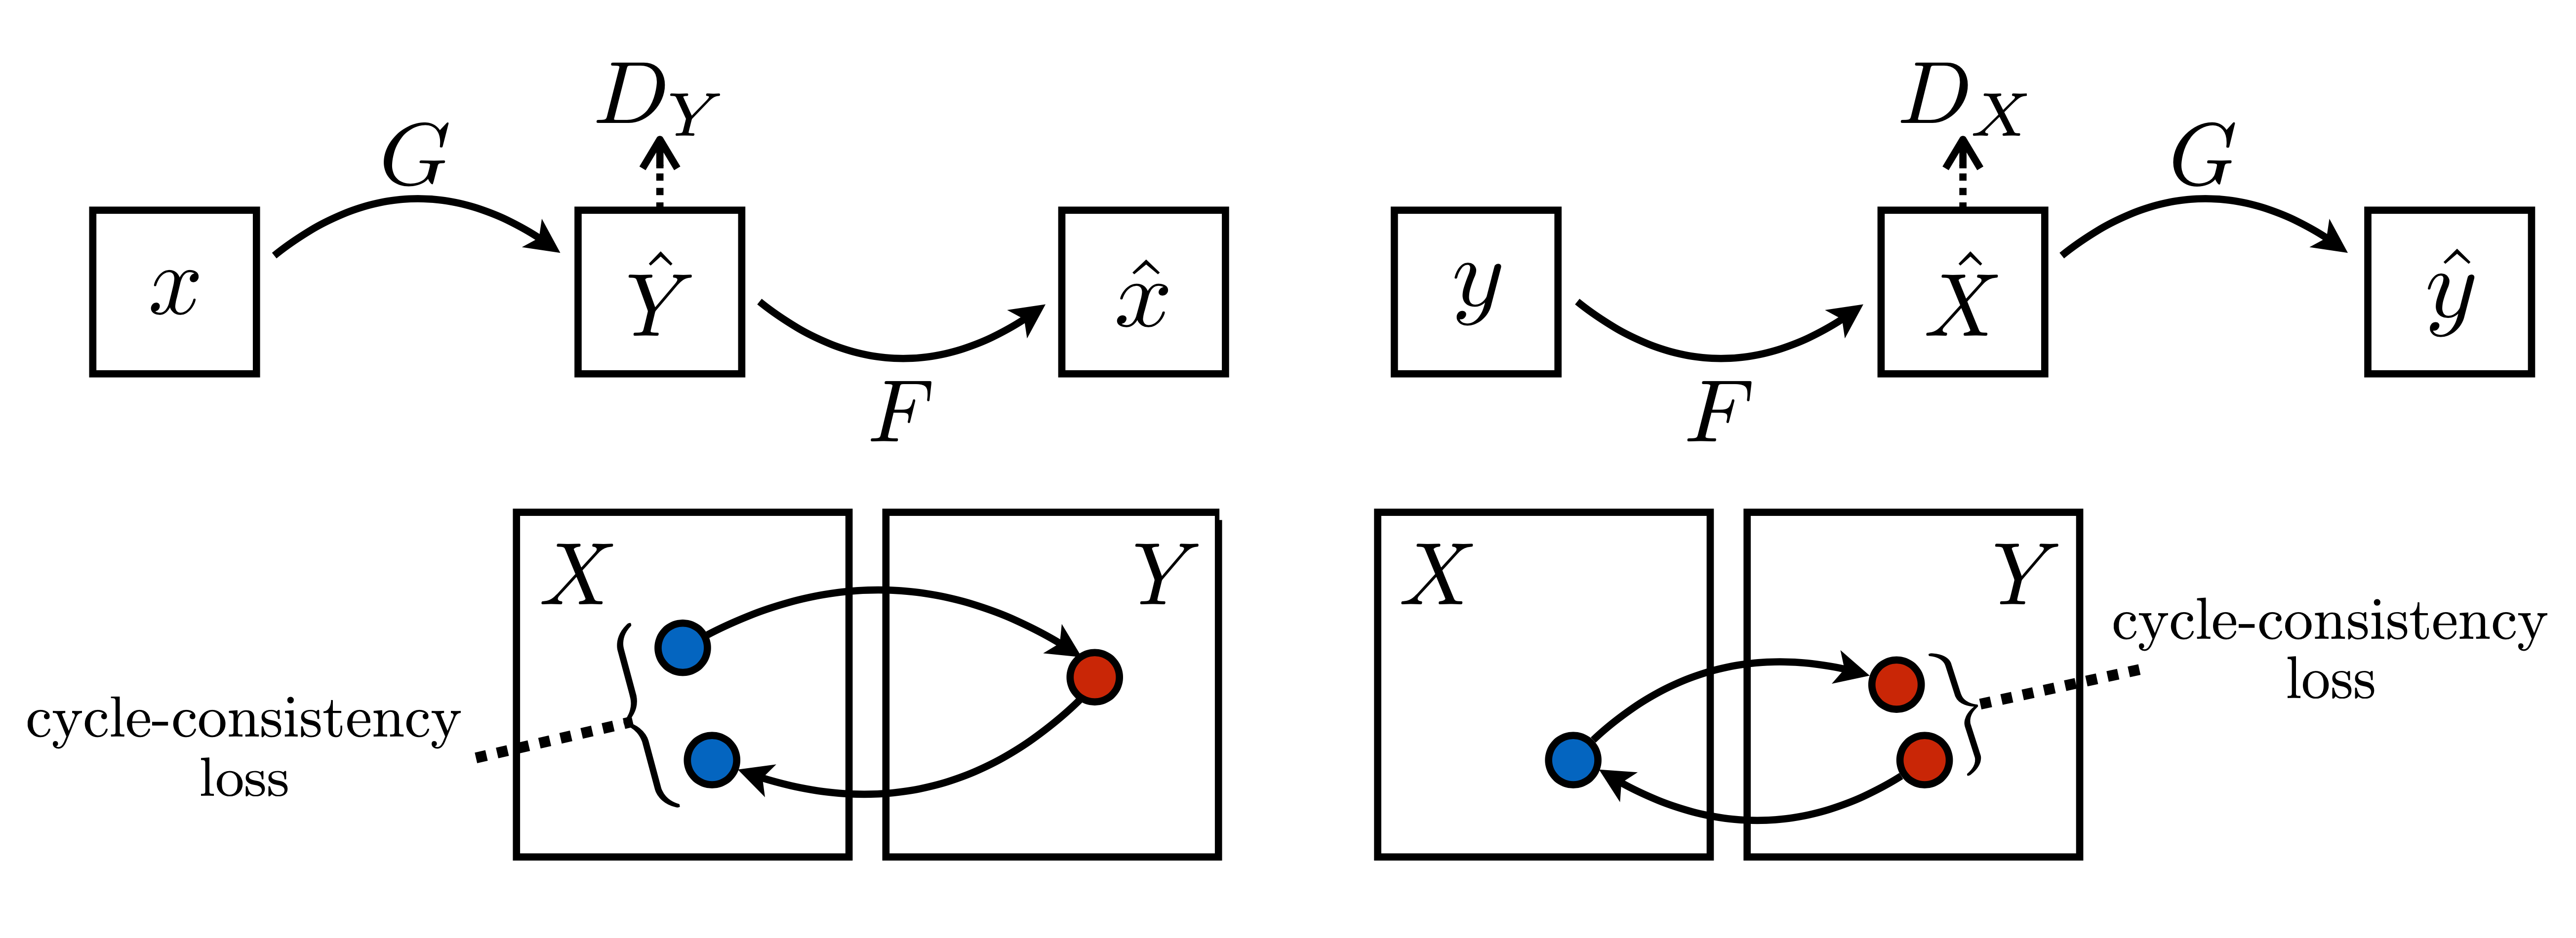 D_Y
G
x
Ŷ
x̂
F
D_X
G
y
X̂
ŷ
F
X
Y
cycle-consistency
loss
X
Y
cycle-consistency
loss